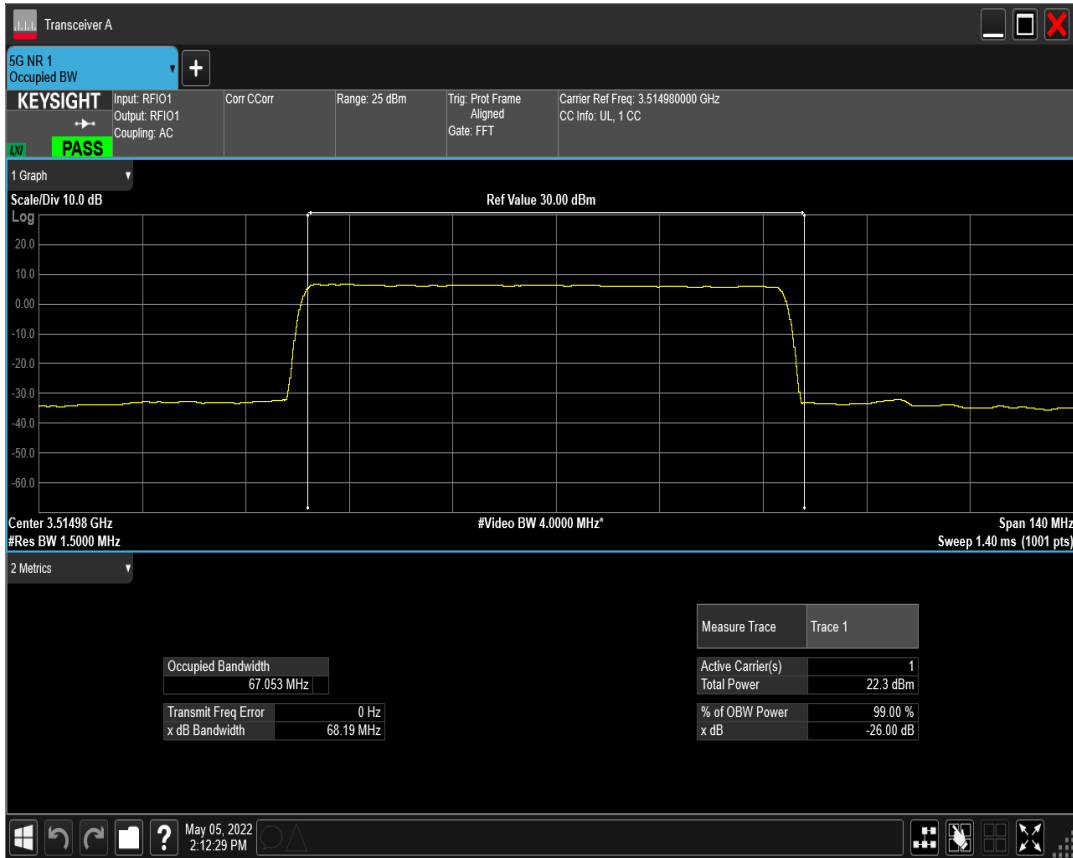 Transceiver A
5G NR 1
Occupied BW
KEYSIGHT
LXI
PASS
Input: RFIO1
Output: RFIO1
Coupling: AC
Corr CCorr
Range: 25 dBm
Trig: Prot Frame
Aligned
Gate: FFT
Carrier Ref Freq: 3.514980000 GHz
CC Info: UL, 1 CC
1 Graph
Scale/Div 10.0 dB
Ref Value 30.00 dBm
Log
20.0
10.0
0.00
-10.0
-20.0
-30.0
-40.0
-50.0
-60.0
Center 3.51498 GHz
#Video BW 4.0000 MHz*
Span 140 MHz
#Res BW 1.5000 MHz
Sweep 1.40 ms (1001 pts)
2 Metrics
Measure Trace Trace 1
Occupied Bandwidth
67.053 MHz
Active Carrier(s) 1
Total Power 22.3 dBm
Transmit Freq Error 0 Hz
x dB Bandwidth 68.19 MHz
% of OBW Power 99.00 %
x dB -26.00 dB
?
May 05, 2022
2:12:29 PM